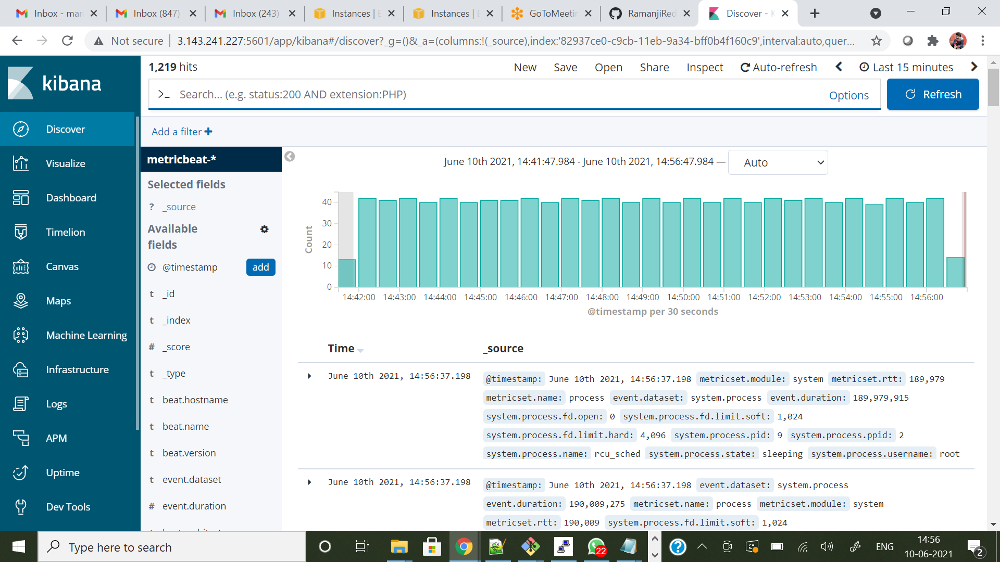 Inbox - man
Inbox (847)
Inbox (243)
Instances | E
Instances | E
GoToMeetin
RamanjiRed
Discover - K
Not secure
3.143.241.227:5601/app/kibana#/discover?_g=()&_a=(columns:!(_source),index:'82937ce0-c9cb-11eb-9a34-bff0b4f160c9',interval:auto,quer...
kibana
Discover
Visualize
Dashboard
Timelion
Canvas
Maps
Machine Learning
Infrastructure
Logs
APM
Uptime
Dev Tools
1,219 hits
New Save Open Share Inspect Auto-refresh Last 15 minutes
>_ Search... (e.g. status:200 AND extension:PHP) Options Refresh
Add a filter +
metricbeat-*
Selected fields
? _source
Available
fields
@timestamp add
t _id
t _index
# _score
t _type
t beat.hostname
t beat.name
t beat.version
t event.dataset
# event.duration
June 10th 2021, 14:41:47.984 - June 10th 2021, 14:56:47.984 — Auto
Count
40
30
20
10
0
14:42:00 14:43:00 14:44:00 14:45:00 14:46:00 14:47:00 14:48:00 14:49:00 14:50:00 14:51:00 14:52:00 14:53:00 14:54:00 14:55:00 14:56:00
@timestamp per 30 seconds
Time _source
June 10th 2021, 14:56:37.198 @timestamp: June 10th 2021, 14:56:37.198 metricset.module: system metricset.rtt: 189,979
metricset.name: process event.dataset: system.process event.duration: 189,979,915
system.process.fd.open: 0 system.process.fd.limit.soft: 1,024
system.process.fd.limit.hard: 4,096 system.process.pid: 9 system.process.ppid: 2
system.process.name: rcu_sched system.process.state: sleeping system.process.username: root
June 10th 2021, 14:56:37.198 @timestamp: June 10th 2021, 14:56:37.198 event.dataset: system.process
event.duration: 190,009,275 metricset.name: process metricset.module: system
metricset.rtt: 190,009 system.process.fd.limit.soft: 1,024
Type here to search
22
ENG
14:56
10-06-2021
2